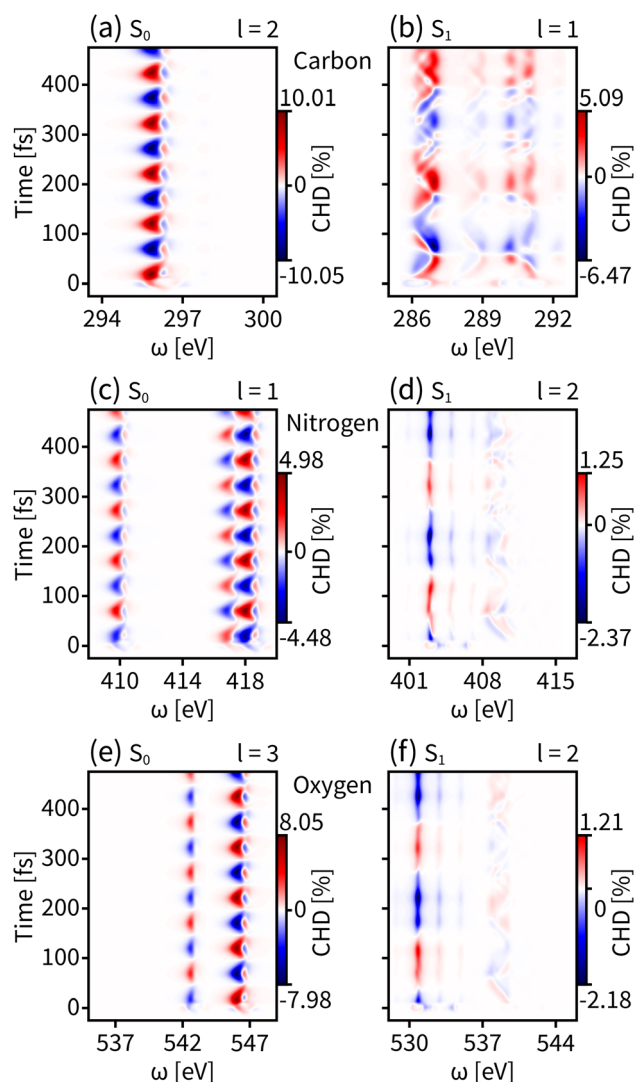 (a) S₀ l = 2
(b) S₁ l = 1
Carbon
Time [fs]
400
300
200
100
0
10.01
0
-10.05
CHD [%]
5.09
0
-6.47
CHD [%]
294 297 300
ω [eV]
286 289 292
ω [eV]
(c) S₀ l = 1
(d) S₁ l = 2
Nitrogen
Time [fs]
400
300
200
100
0
4.98
0
-4.48
CHD [%]
1.25
0
-2.37
CHD [%]
410 414 418
ω [eV]
401 408 415
ω [eV]
(e) S₀ l = 3
(f) S₁ l = 2
Oxygen
Time [fs]
400
300
200
100
0
8.05
0
-7.98
CHD [%]
1.21
0
-2.18
CHD [%]
537 542 547
ω [eV]
530 537 544
ω [eV]